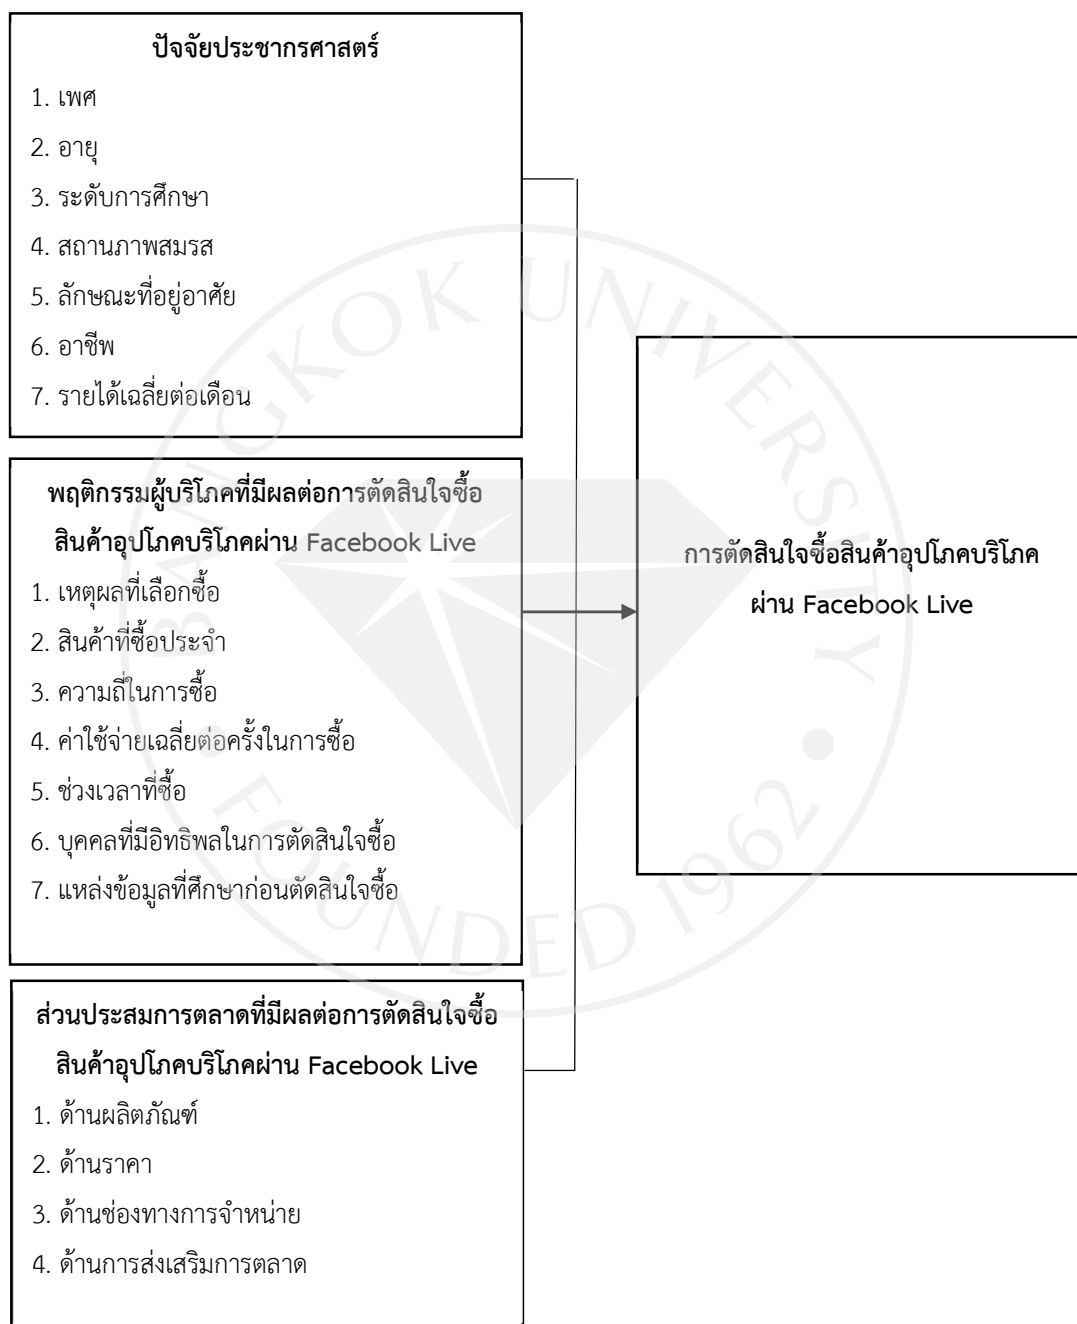 ปัจจัยประชากรศาสตร์
1. เพศ
2. อายุ
3. ระดับการศึกษา
4. สถานภาพสมรส
5. ลักษณะที่อยู่อาศัย
6. อาชีพ
7. รายได้เฉลี่ยต่อเดือน
พฤติกรรมผู้บริโภคที่มีผลต่อการตัดสินใจซื้อ
สินค้าอุปโภคบริโภคผ่าน Facebook Live
1. เหตุผลที่เลือกซื้อ
2. สินค้าที่ซื้อประจำ
3. ความถี่ในการซื้อ
4. ค่าใช้จ่ายเฉลี่ยต่อครั้งในการซื้อ
5. ช่วงเวลาที่ซื้อ
6. บุคคลที่มีอิทธิพลในการตัดสินใจซื้อ
7. แหล่งข้อมูลที่ศึกษาก่อนตัดสินใจซื้อ
ส่วนประสมการตลาดที่มีผลต่อการตัดสินใจซื้อ
สินค้าอุปโภคบริโภคผ่าน Facebook Live
1. ด้านผลิตภัณฑ์
2. ด้านราคา
3. ด้านช่องทางการจำหน่าย
4. ด้านการส่งเสริมการตลาด
การตัดสินใจซื้อสินค้าอุปโภคบริโภค
ผ่าน Facebook Live
BANGKOK UNIVERSITY
FOUNDED 1962